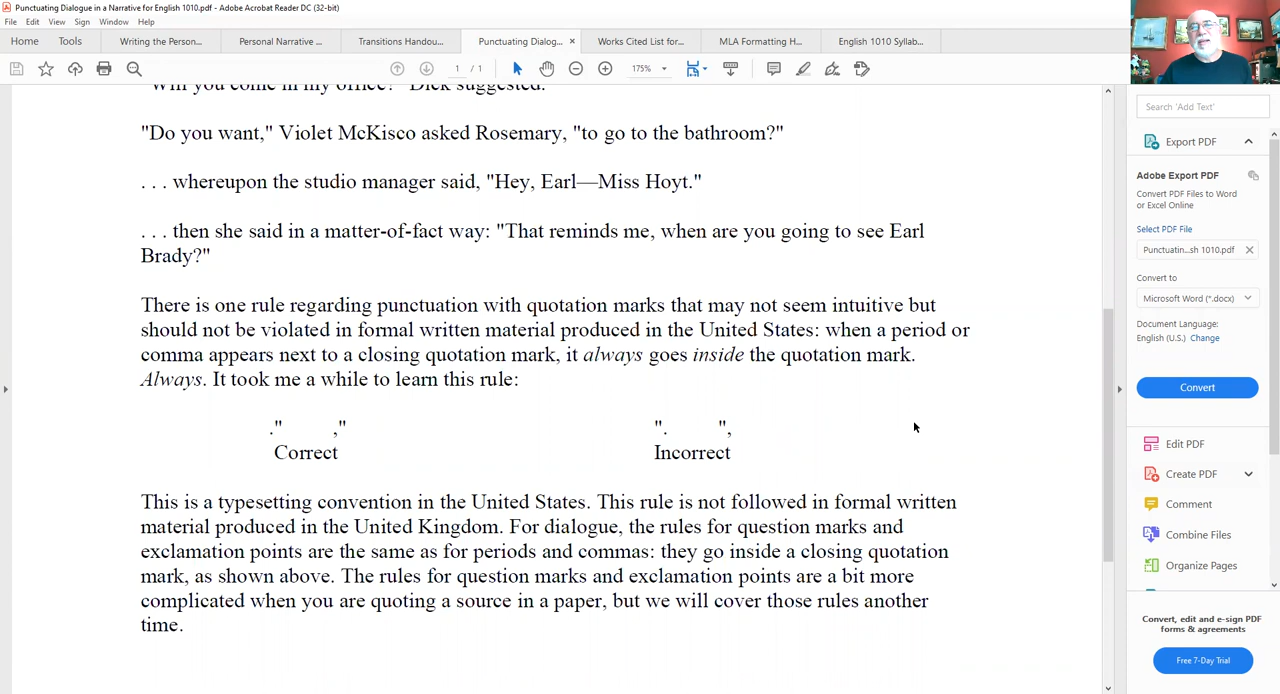 Punctuating Dialogue in a Narrative for English 1010.pdf - Adobe Acrobat Reader DC (32-bit)
File Edit View Sign Window Help
Home Tools Writing the Person... Personal Narrative ... Transitions Handou... Punctuating Dialog... × Works Cited List for... MLA Formatting H... English 1010 Syllab...
1 / 1 175%
"Will you come in my office?" Dick suggested.
"Do you want," Violet McKisco asked Rosemary, "to go to the bathroom?"
. . . whereupon the studio manager said, "Hey, Earl—Miss Hoyt."
. . . then she said in a matter-of-fact way: "That reminds me, when are you going to see Earl
Brady?"
There is one rule regarding punctuation with quotation marks that may not seem intuitive but
should not be violated in formal written material produced in the United States: when a period or
comma appears next to a closing quotation mark, it always goes inside the quotation mark.
Always. It took me a while to learn this rule:
." ," ". ",
Correct Incorrect
This is a typesetting convention in the United States. This rule is not followed in formal written
material produced in the United Kingdom. For dialogue, the rules for question marks and
exclamation points are the same as for periods and commas: they go inside a closing quotation
mark, as shown above. The rules for question marks and exclamation points are a bit more
complicated when you are quoting a source in a paper, but we will cover those rules another
time.
Search 'Add Text'
Export PDF
Adobe Export PDF
Convert PDF Files to Word
or Excel Online
Select PDF File
Punctuatin...sh 1010.pdf ×
Convert to
Microsoft Word (*.docx)
Document Language:
English (U.S.) Change
Convert
Edit PDF
Create PDF
Comment
Combine Files
Organize Pages
Convert, edit and e-sign PDF
forms & agreements
Free 7-Day Trial